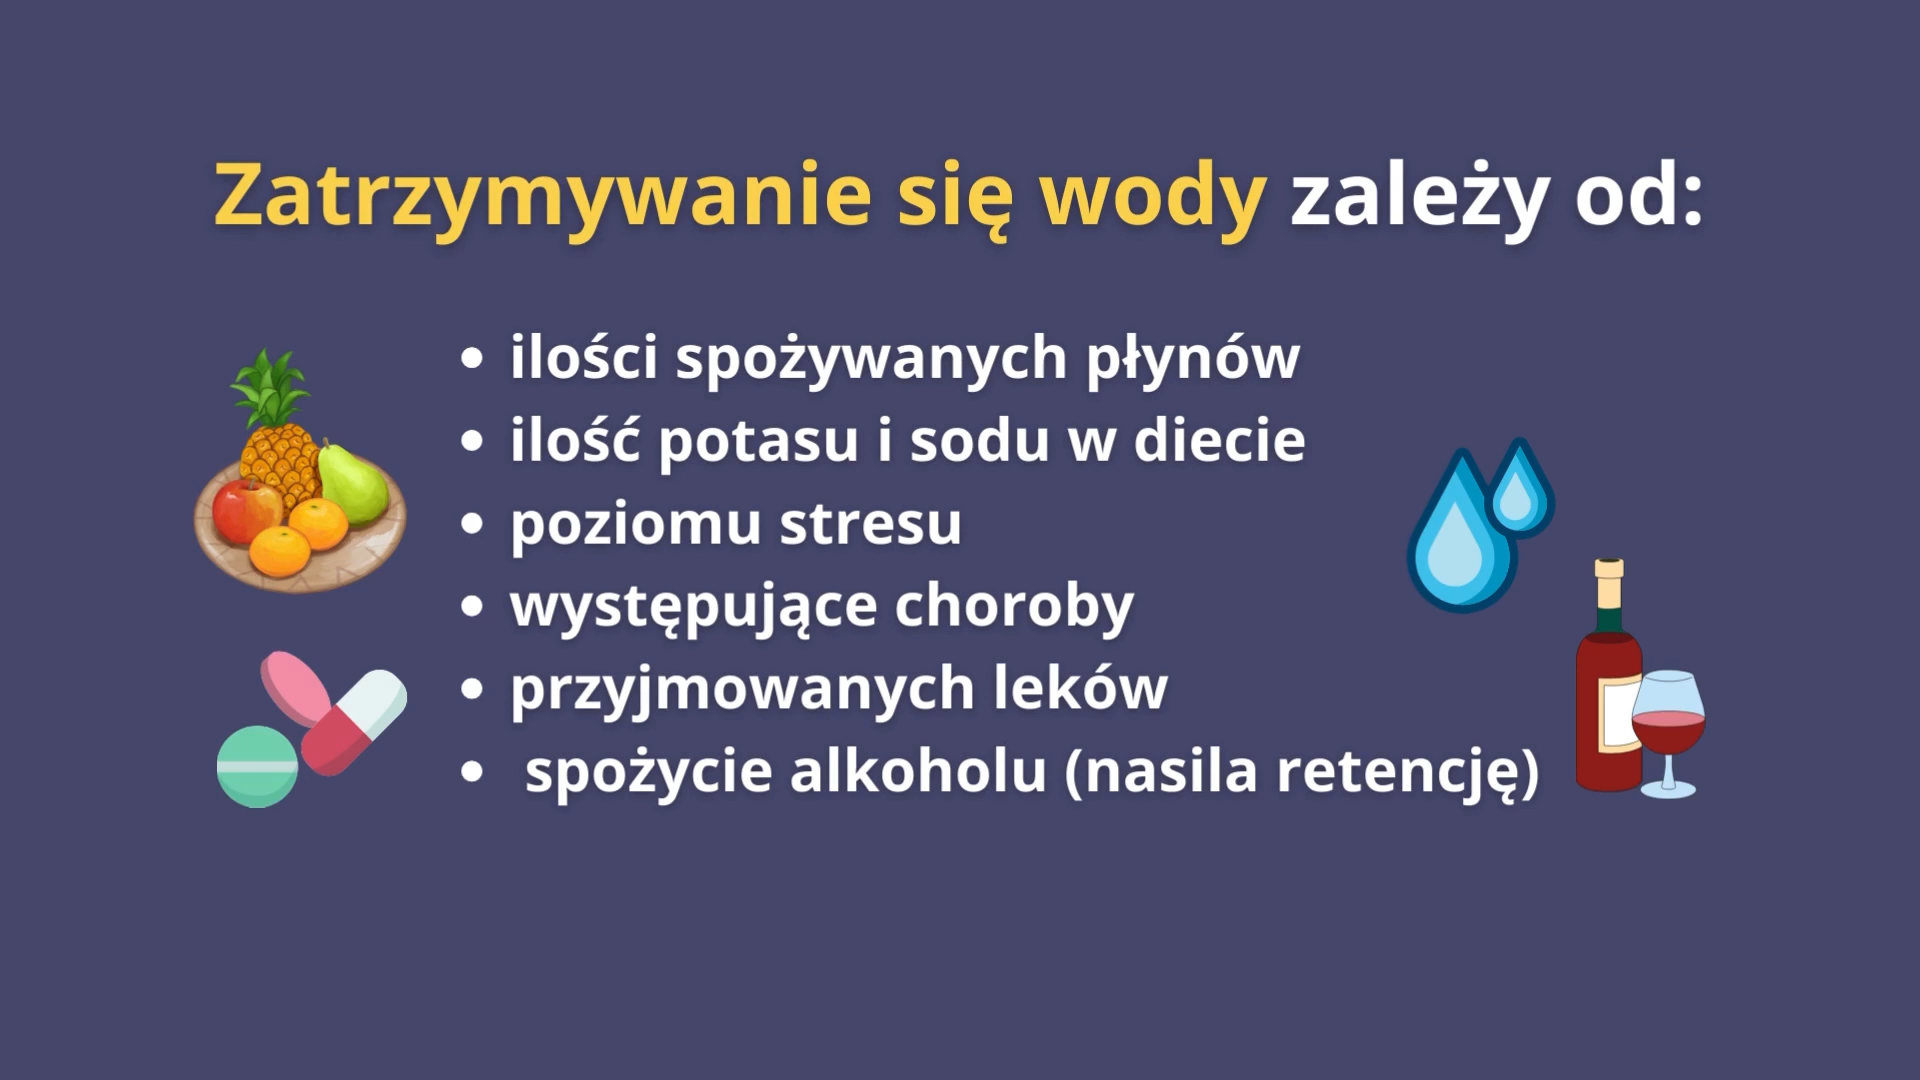 Zatrzymywanie się wody zależy od:
• ilości spożywanych płynów
• ilość potasu i sodu w diecie
• poziomu stresu
• występujące choroby
• przyjmowanych leków
• spożycie alkoholu (nasila retencję)